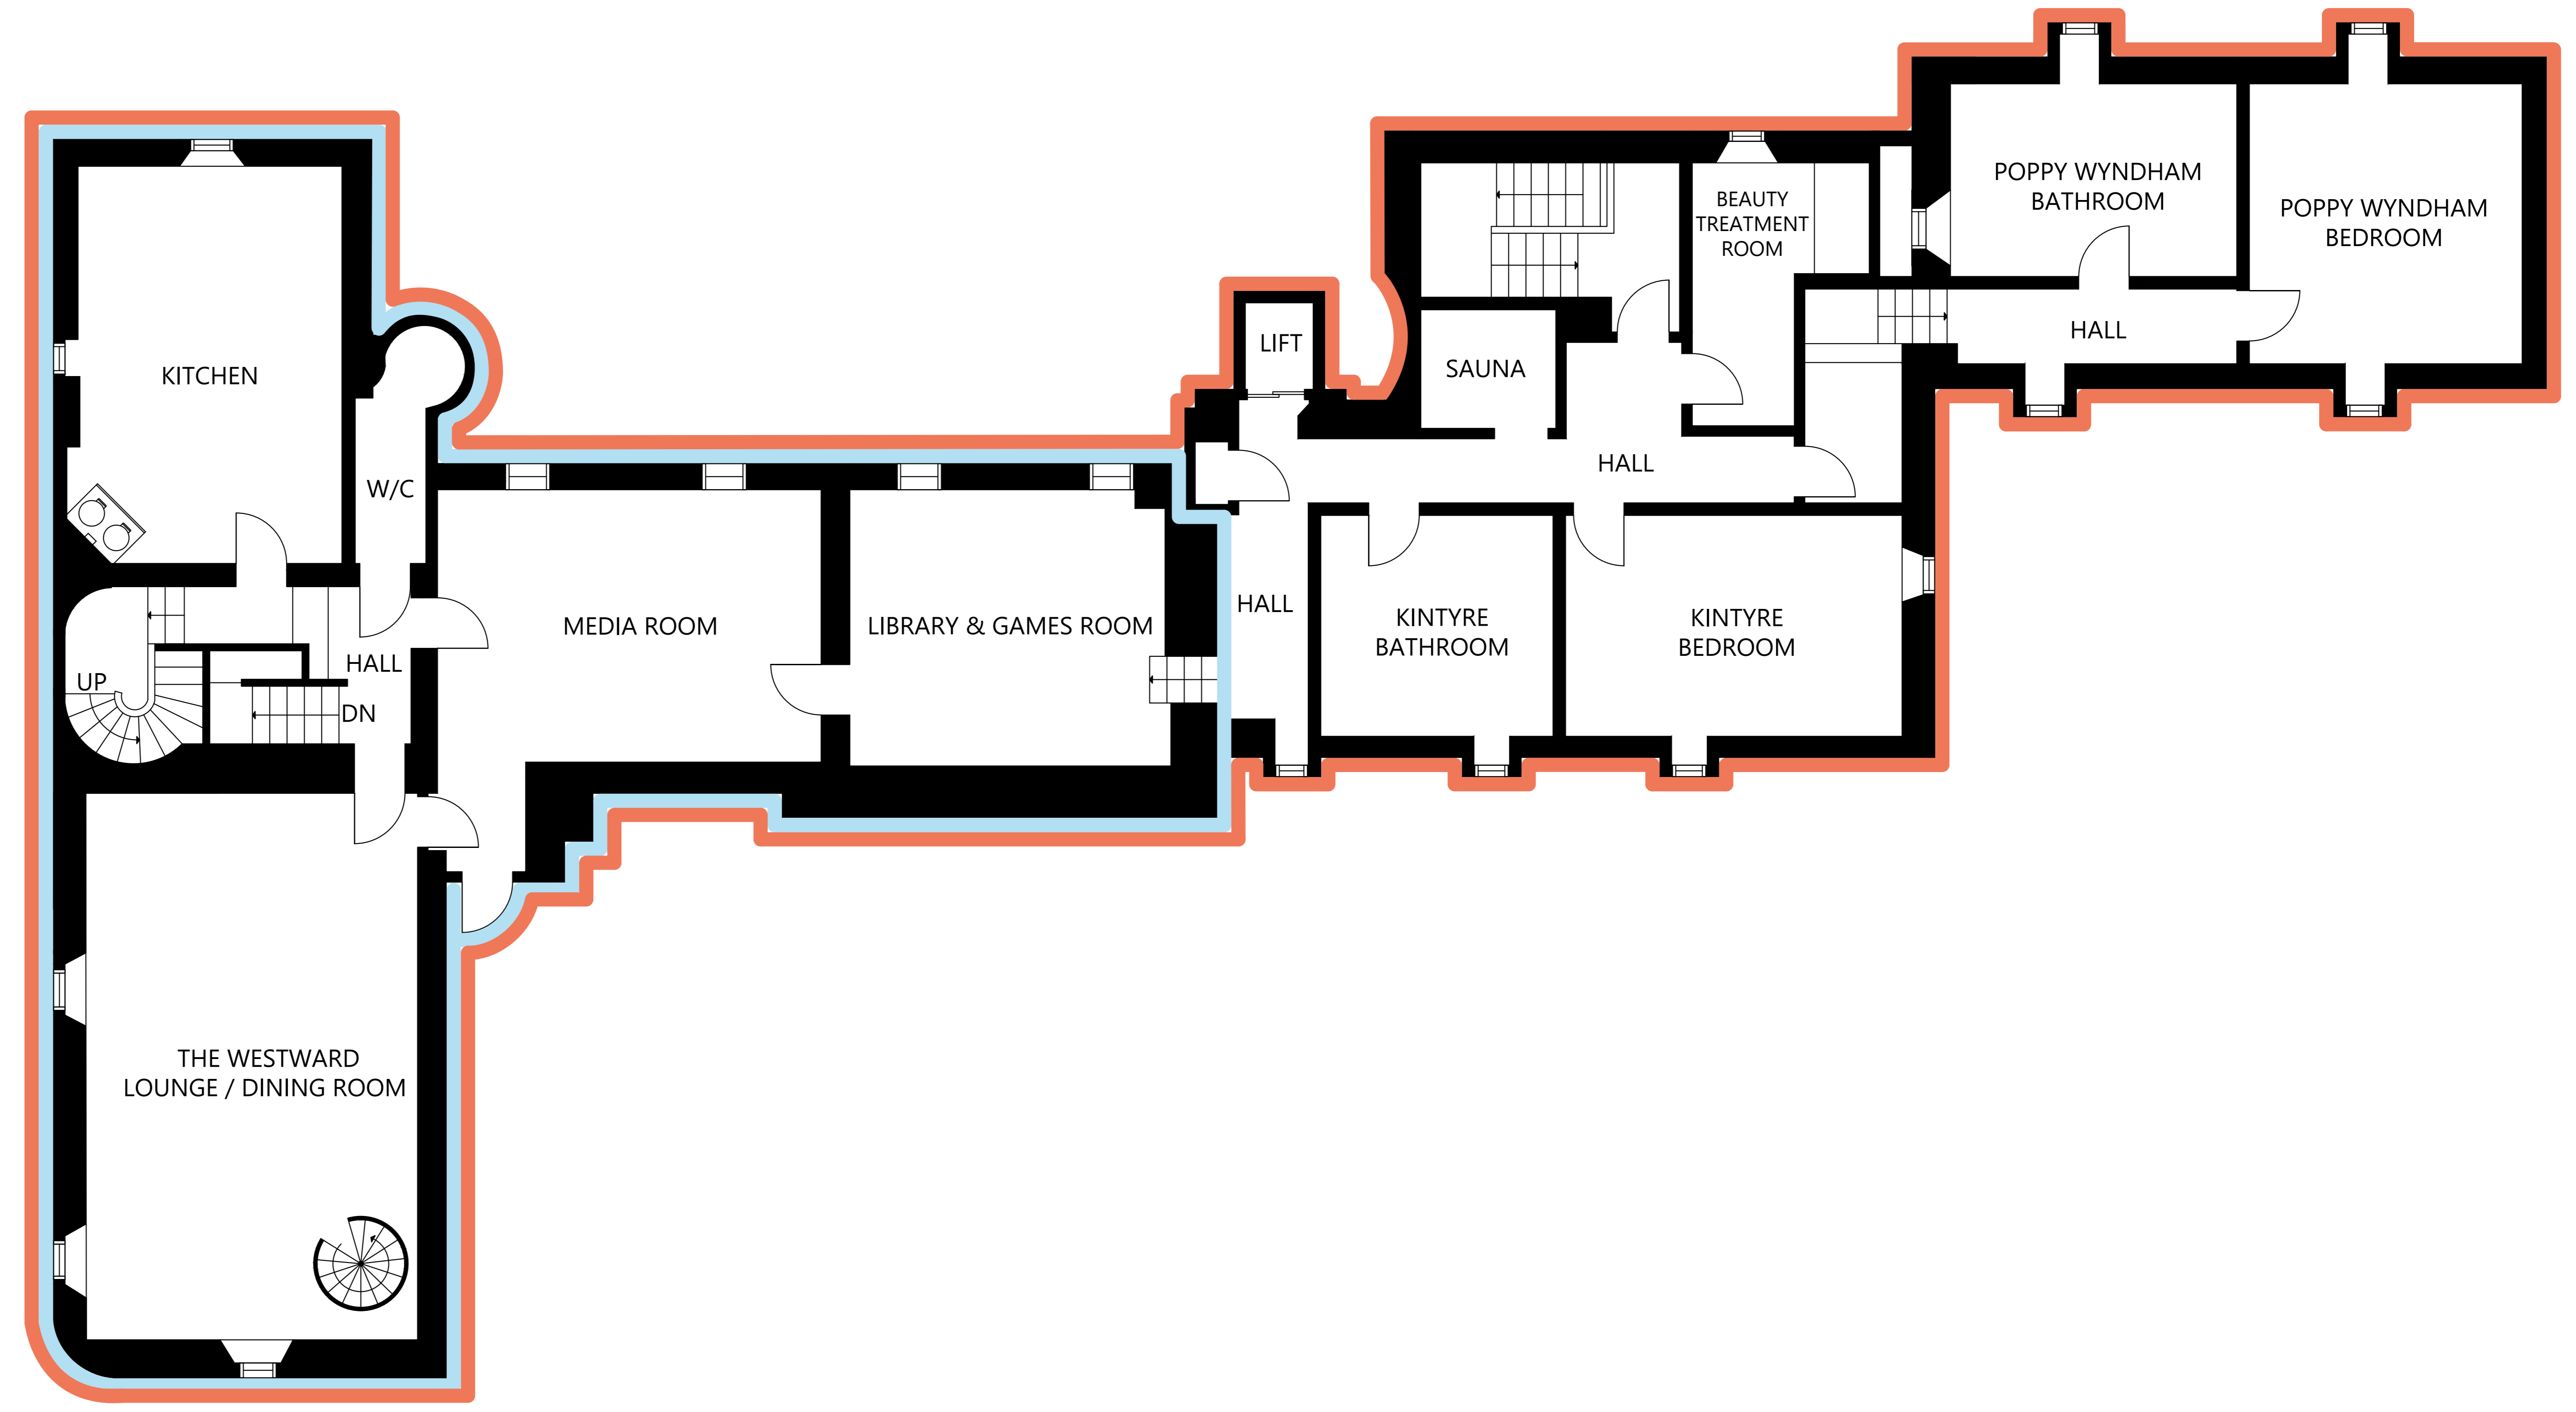 POPPY WYNDHAM
BATHROOM
POPPY WYNDHAM
BEDROOM
BEAUTY
TREATMENT
ROOM
HALL
LIFT
SAUNA
KITCHEN
HALL
W/C
HALL
KINTYRE
BATHROOM
KINTYRE
BEDROOM
MEDIA ROOM
LIBRARY & GAMES ROOM
HALL
UP
DN
THE WESTWARD
LOUNGE / DINING ROOM